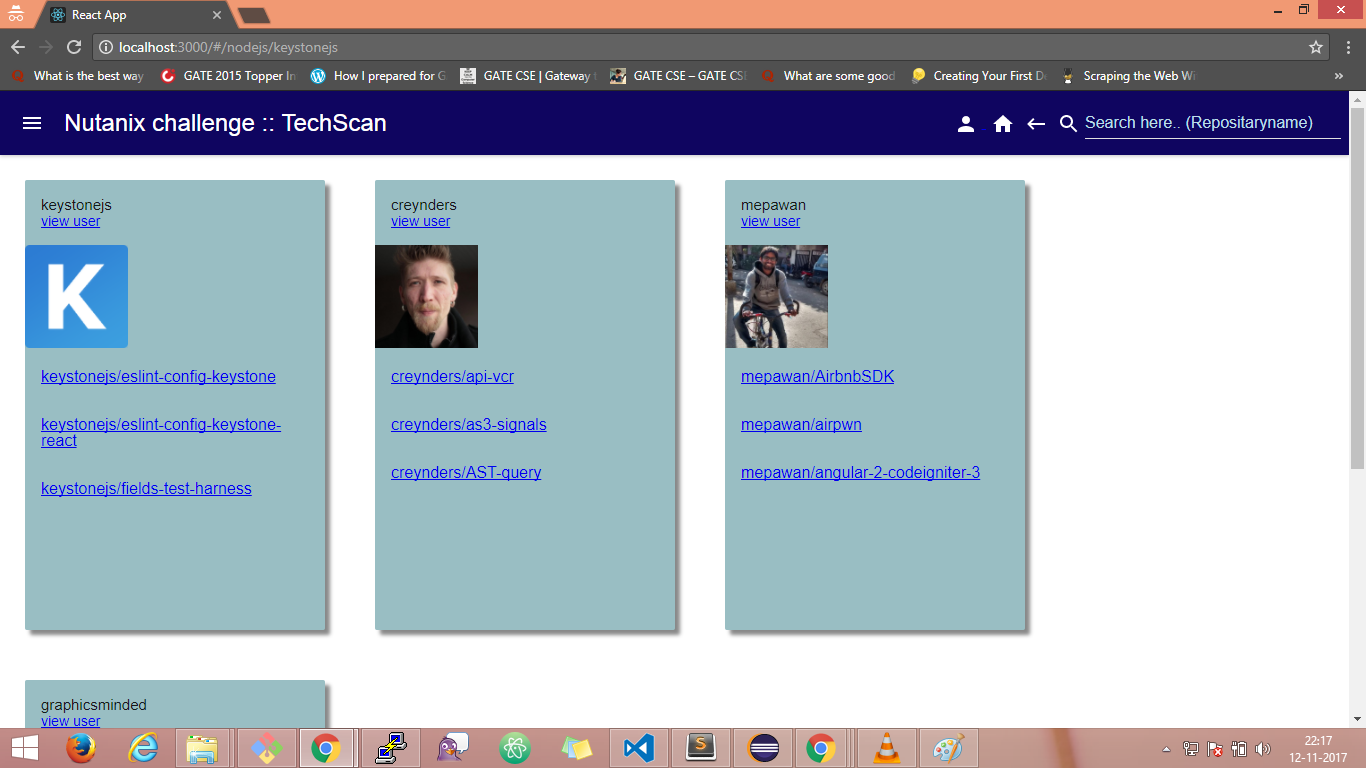 React App
localhost:3000/#/nodejs/keystonejs
What is the best way
GATE 2015 Topper In
How I prepared for G
GATE CSE | Gateway t
GATE CSE – GATE CSE
What are some good
Creating Your First D
Scraping the Web Wi
Nutanix challenge :: TechScan
Search here.. (Repositaryname)
keystonejs
view user
K
keystonejs/eslint-config-keystone
keystonejs/eslint-config-keystone-
react
keystonejs/fields-test-harness
creynders
view user
creynders/api-vcr
creynders/as3-signals
creynders/AST-query
mepawan
view user
mepawan/AirbnbSDK
mepawan/airpwn
mepawan/angular-2-codeigniter-3
graphicsminded
view user
22:17
12-11-2017